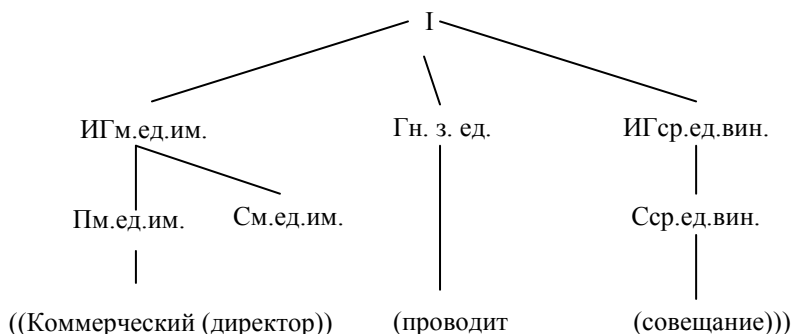 I
ИГм.ед.им. Гн. з. ед. ИГср.ед.вин.
Пм.ед.им. См.ед.им. Сср.ед.вин.
((Коммерческий (директор)) (проводит (совещание)))